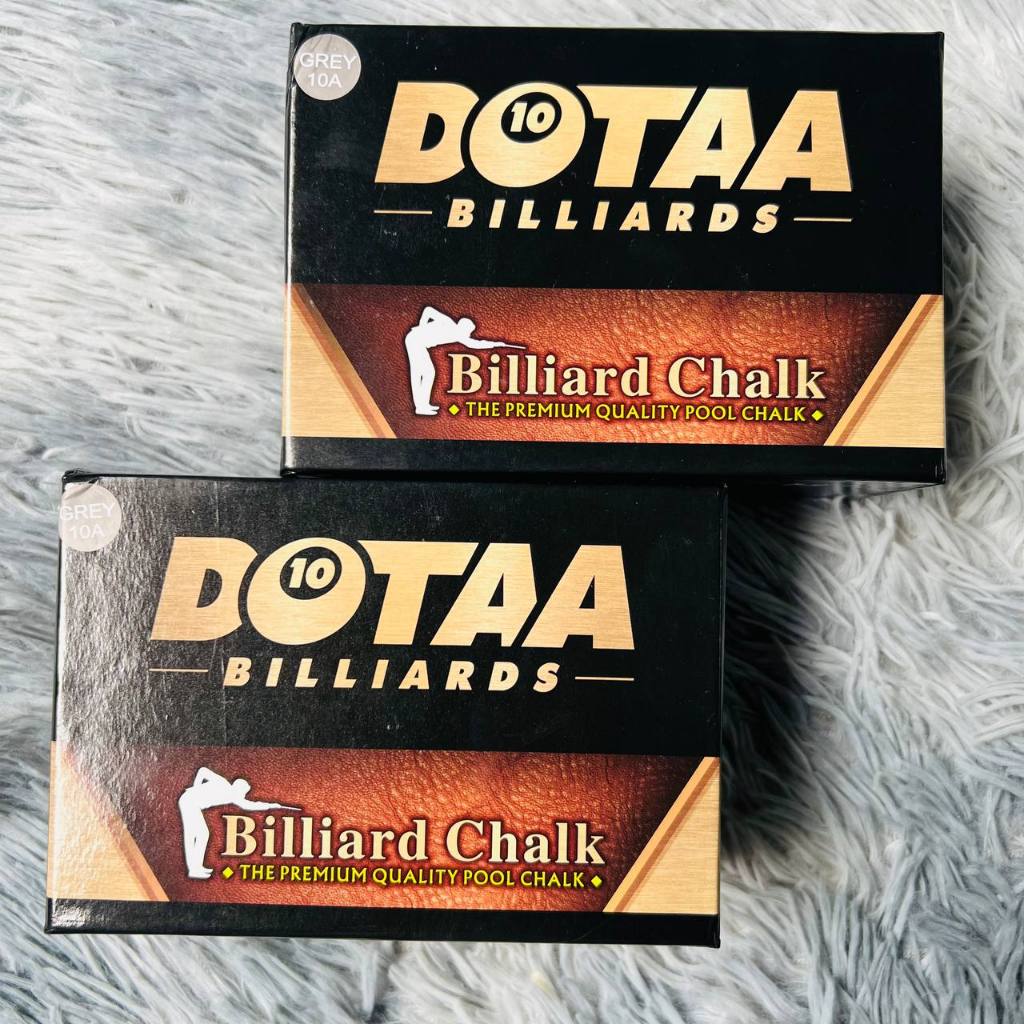 GREY
10A
DOTAA
10
BILLIARDS
Billiard Chalk
THE PREMIUM QUALITY POOL CHALK
GREY
10A
DOTAA
10
BILLIARDS
Billiard Chalk
THE PREMIUM QUALITY POOL CHALK